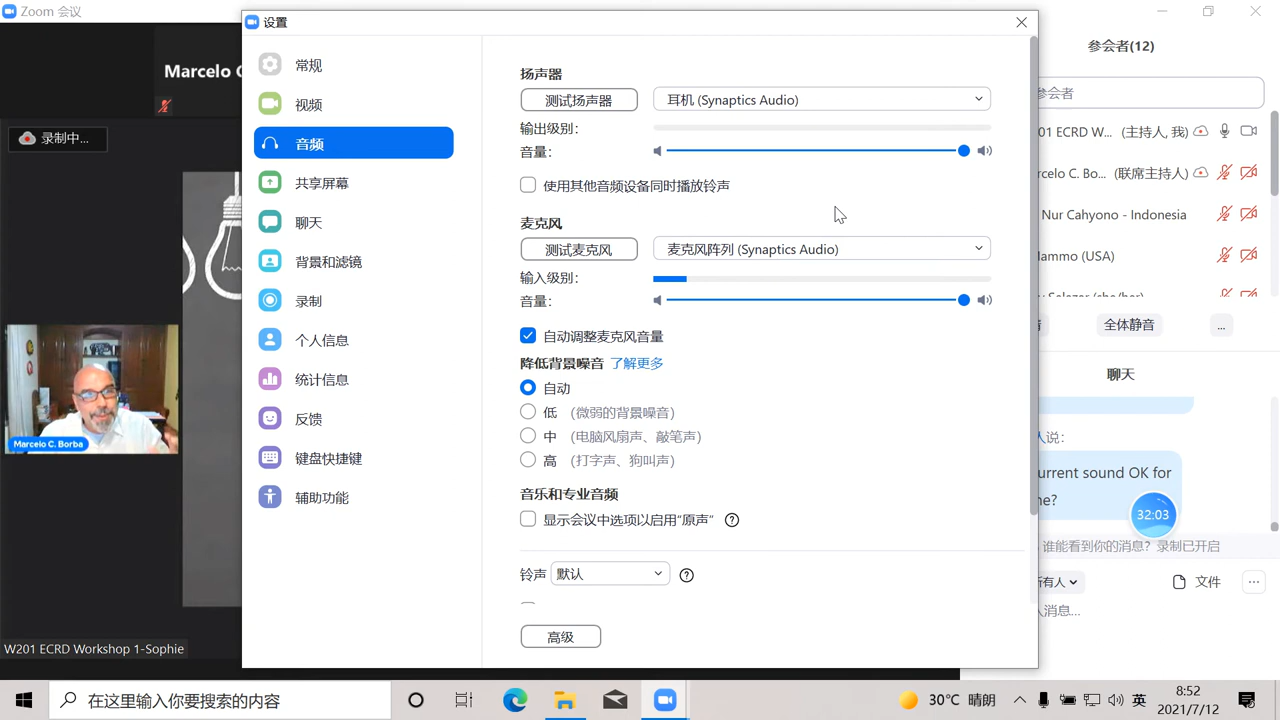 Zoom 会议
设置
Marcelo C
录制中...
Marcelo C. Borba
W201 ECRD Workshop 1-Sophie
常规
视频
音频
共享屏幕
聊天
背景和滤镜
录制
个人信息
统计信息
反馈
键盘快捷键
辅助功能
扬声器
测试扬声器
耳机 (Synaptics Audio)
输出级别:
音量:
使用其他音频设备同时播放铃声
麦克风
测试麦克风
麦克风阵列 (Synaptics Audio)
输入级别:
音量:
自动调整麦克风音量
降低背景噪音 了解更多
自动
低 (微弱的背景噪音)
中 (电脑风扇声、敲笔声)
高 (打字声、狗叫声)
音乐和专业音频
显示会议中选项以启用"原声"
铃声 默认
高级
参会者(12)
参会者
01 ECRD W... (主持人, 我)
rcelo C. Bo... (联席主持人)
Nur Cahyono - Indonesia
ammo (USA)
全体静音
...
聊天
人说:
urrent sound OK for
ne?
32:03
谁能看到你的消息? 录制已开启
所有人
文件
...
消息...
在这里输入你要搜索的内容
30°C 晴朗
英
8:52
2021/7/12